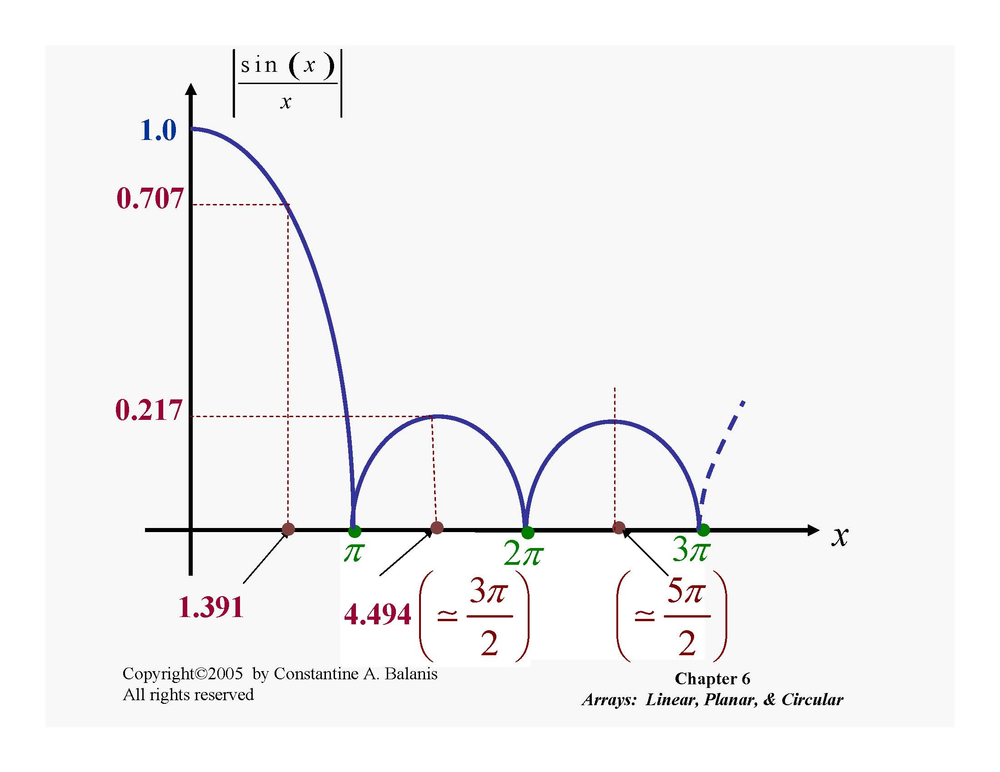 |sin (x) / x|
1.0
0.707
0.217
x
π
2π
3π
1.391
4.494 (≃ 3π/2)
(≃ 5π/2)
Copyright©2005 by Constantine A. Balanis
All rights reserved
Chapter 6
Arrays: Linear, Planar, & Circular